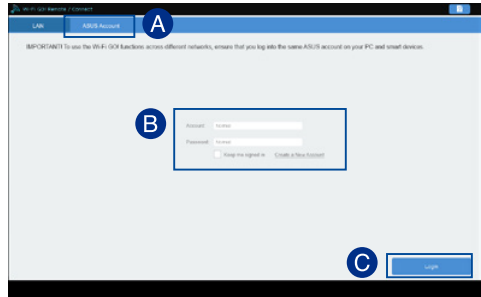 Wi-Fi GO! Remote / Connect
LAN
ASUS Account
A
IMPORTANT! To use the Wi-Fi GO! functions across different networks, ensure that you log into the same ASUS account on your PC and smart devices.
B
Account
Password
Keep me signed in Create a New Account
C
Login